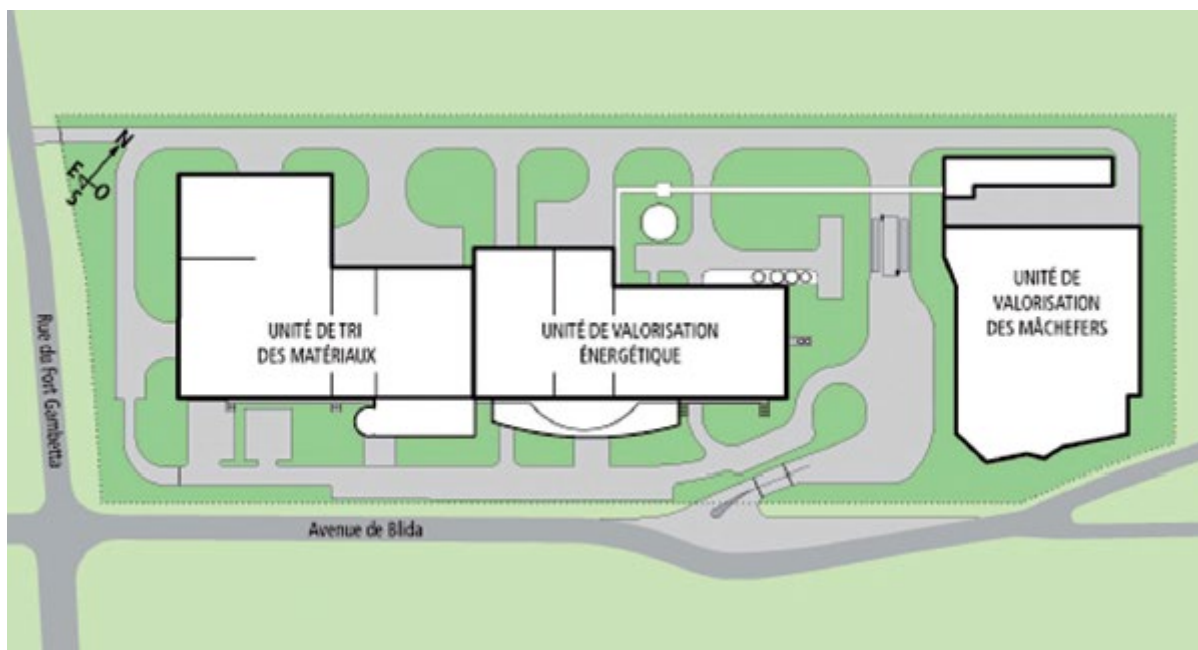 N
E
S
O
UNITÉ DE TRI
DES MATÉRIAUX
UNITÉ DE VALORISATION
ÉNERGÉTIQUE
UNITÉ DE
VALORISATION
DES MÂCHEFERS
Rue du Fort Gambetta
Avenue de Blida